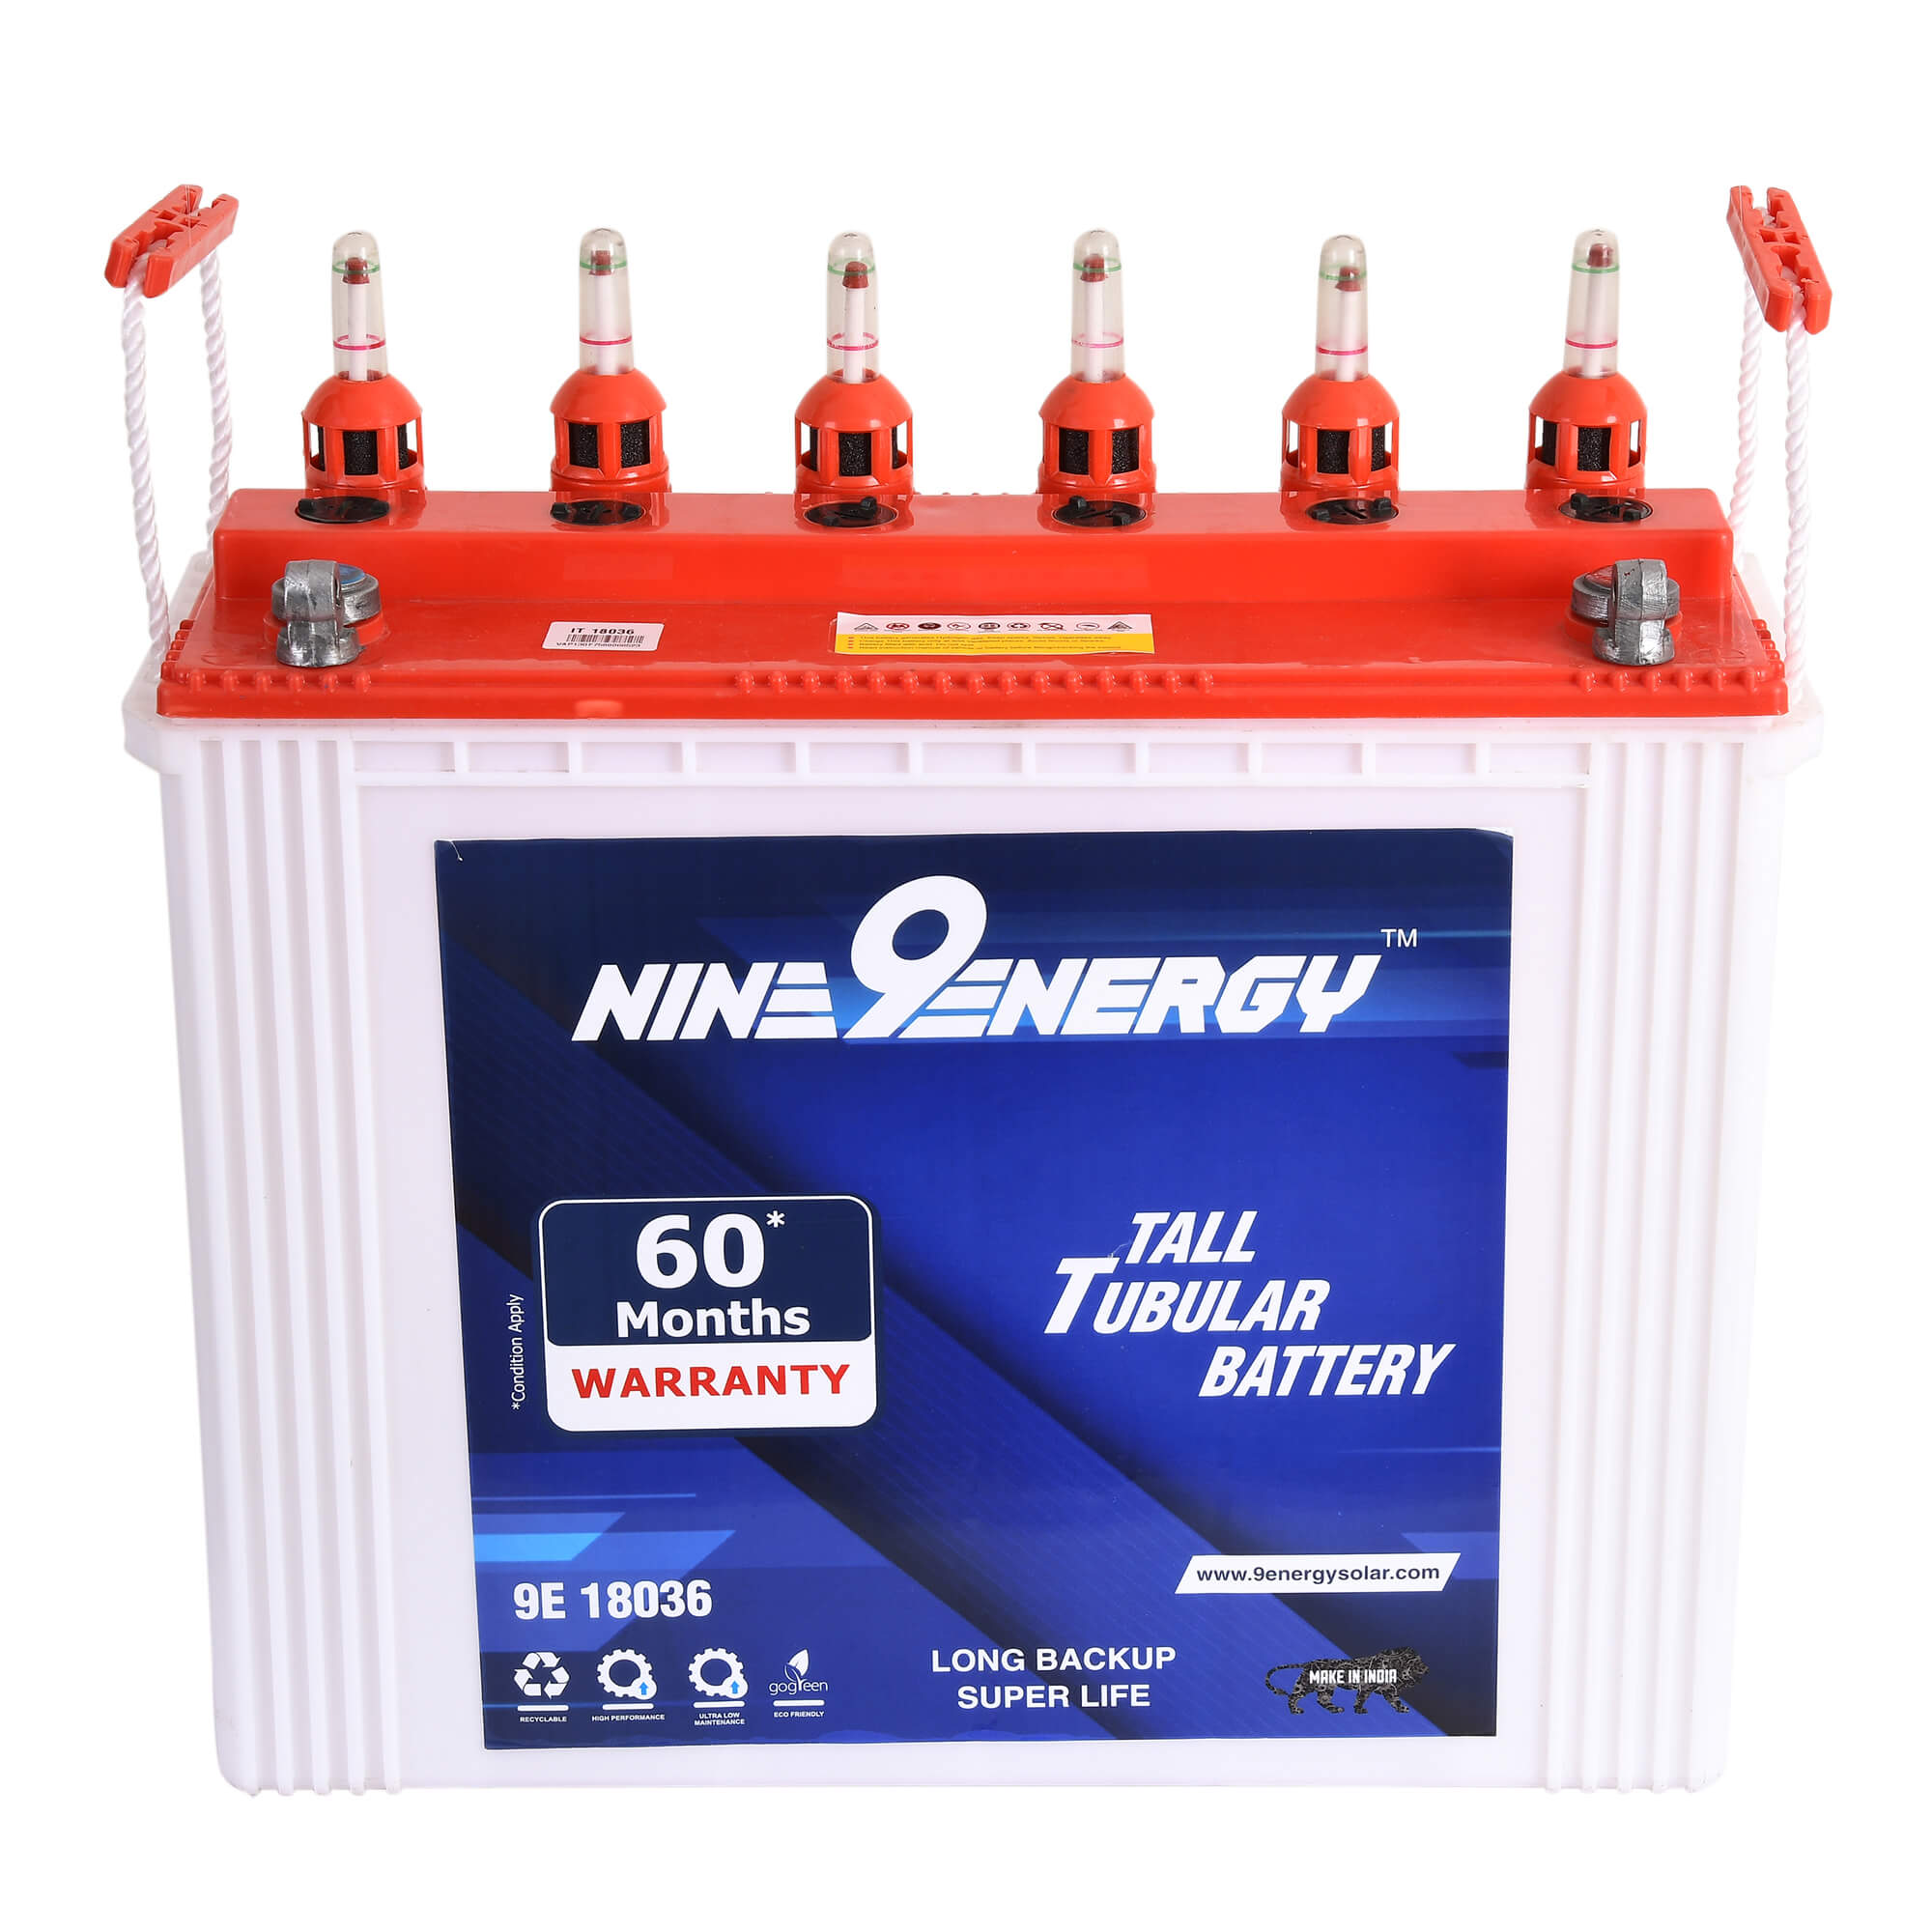 IT 18036
NINE 9 ENERGY TM
60*
Months
WARRANTY
*Condition Apply
TALL
TUBULAR
BATTERY
www.9energysolar.com
9E 18036
RECYCLABLE
HIGH PERFORMANCE
ULTRA LOW
MAINTENANCE
gogreen
ECO FRIENDLY
LONG BACKUP
SUPER LIFE
MAKE IN INDIA